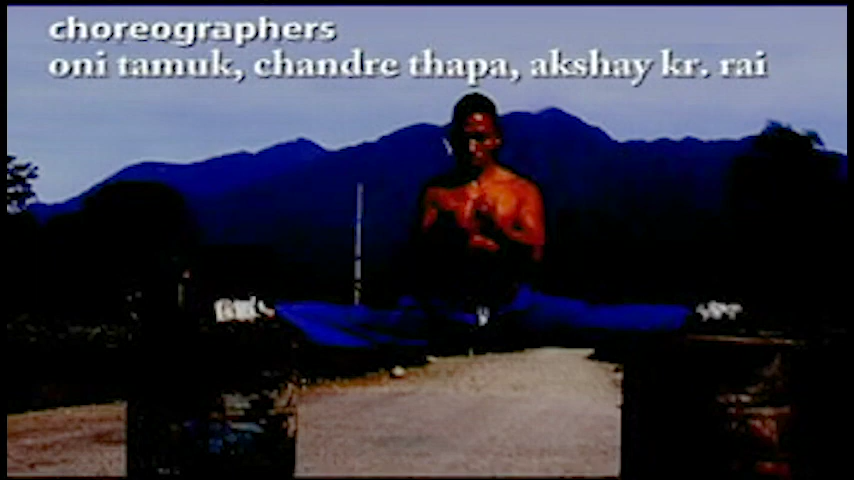 choreographers
oni tamuk, chandre thapa, akshay kr. rai